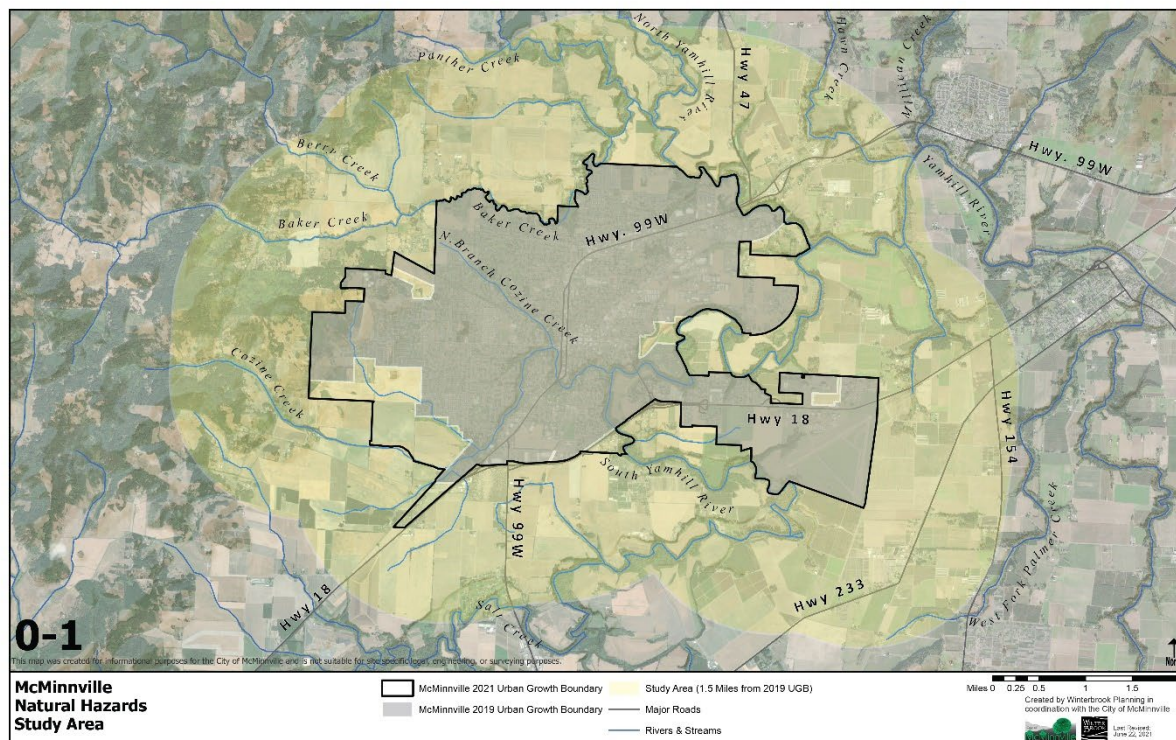 North Yamhill River
Hwy 47
Hawn Creek
Millican Creek
Panther Creek
Hwy. 99W
Berry Creek
Yamhill River
Baker Creek
Baker Creek
Hwy. 99W
N. Branch Cozine Creek
Cozine Creek
Hwy 18
Hwy 154
South Yamhill River
Hwy 99W
Hwy 233
West Fork Palmer Creek
Hwy 18
Salt Creek
0-1
This map was created for informational purposes for the City of McMinnville and is not suitable for site specific legal, engineering, or surveying purposes.
McMinnville
Natural Hazards
Study Area
McMinnville 2021 Urban Growth Boundary
McMinnville 2019 Urban Growth Boundary
Study Area (1.5 Miles from 2019 UGB)
Major Roads
Rivers & Streams
Miles 0 0.25 0.5 1 1.5
Created by Winterbrook Planning in
coordination with the City of McMinnville
Last Revised:
June 22, 2021